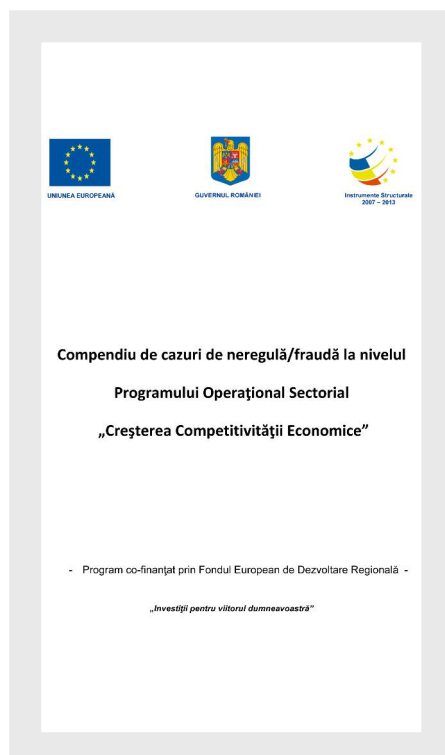 UNIUNEA EUROPEANĂ
GUVERNUL ROMÂNIEI
Instrumente Structurale
2007 – 2013
Compendiu de cazuri de neregulă/fraudă la nivelul
Programului Operaţional Sectorial
„Creşterea Competitivităţii Economice”
- Program co-finanţat prin Fondul European de Dezvoltare Regională -
„Investiţii pentru viitorul dumneavoastră”